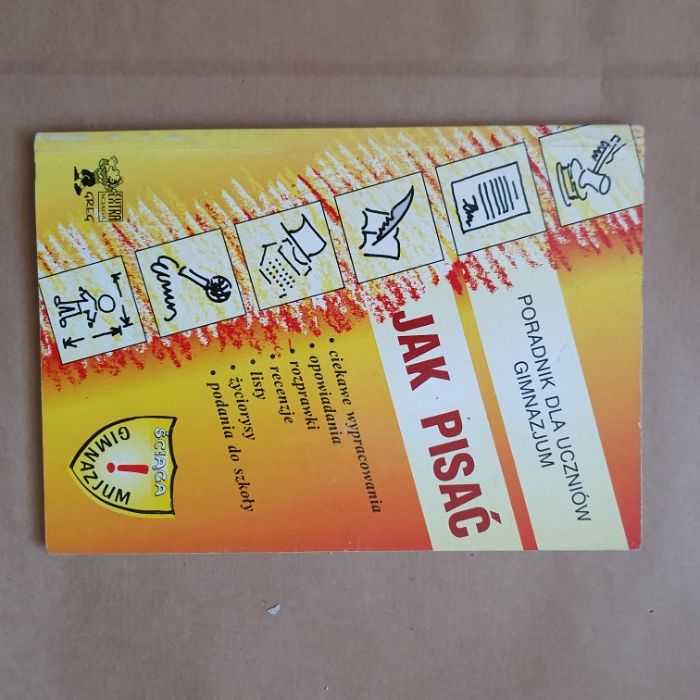 PORADNIK DLA UCZNIÓW
GIMNAZJUM
JAK PISAĆ
• ciekawe wypracowania
• opowiadania
• rozprawki
• recenzje
• listy
• życiorysy
• podania do szkoły
ŚCIĄGA
GIMNAZJUM
EXTRA
GREG